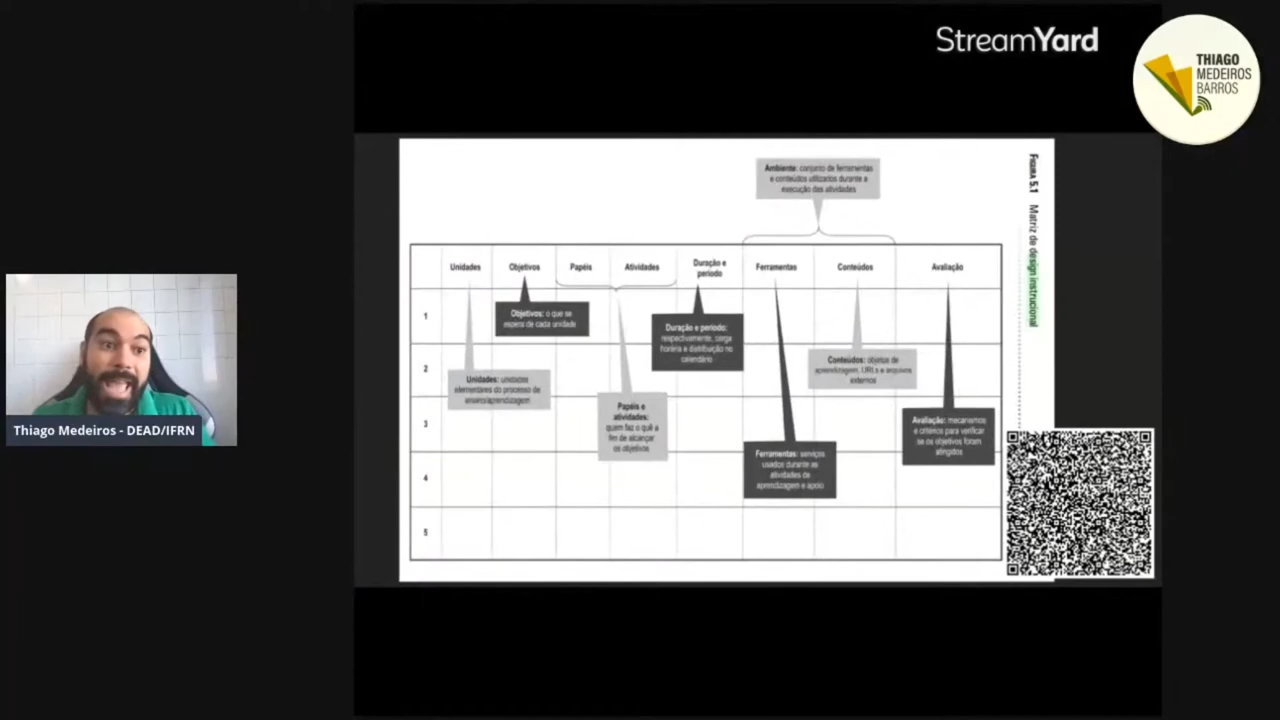 StreamYard
THIAGO
MEDEIROS
BARROS
FIGURA 5.1 Matriz de design instrucional
Ambiente: conjunto de ferramentas
e conteúdos utilizados durante a
execução das atividades
Unidades
Objetivos
Papéis
Atividades
Duração e
período
Ferramentas
Conteúdos
Avaliação
1
2
3
4
5
Objetivos: o que se
espera de cada unidade
Duração e período:
respectivamente, carga
horária e distribuição no
calendário
Unidades: unidades
elementares do processo de
ensino/aprendizagem
Conteúdos: objetos de
aprendizagem, URLs e arquivos
externos
Papéis e
atividades:
quem faz o quê a
fim de alcançar
os objetivos
Avaliação: mecanismos
e critérios para verificar
se os objetivos foram
atingidos
Ferramentas: serviços
usados durante as
atividades de
aprendizagem e apoio
Thiago Medeiros - DEAD/IFRN